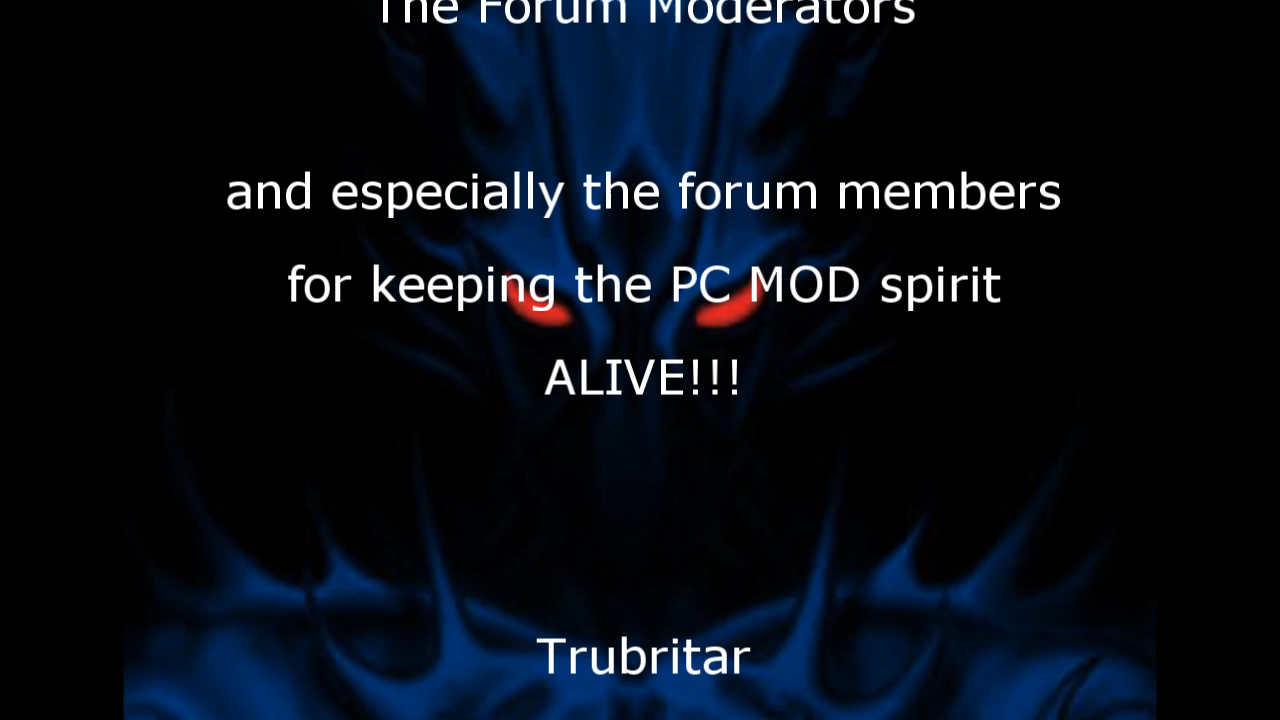 The Forum Moderators
and especially the forum members
for keeping the PC MOD spirit
ALIVE!!!
Trubritar